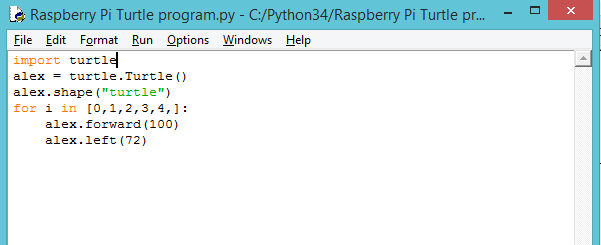 Raspberry Pi Turtle program.py - C:/Python34/Raspberry Pi Turtle pr...
File Edit Format Run Options Windows Help
import turtle
alex = turtle.Turtle()
alex.shape("turtle")
for i in [0,1,2,3,4,]:
    alex.forward(100)
    alex.left(72)